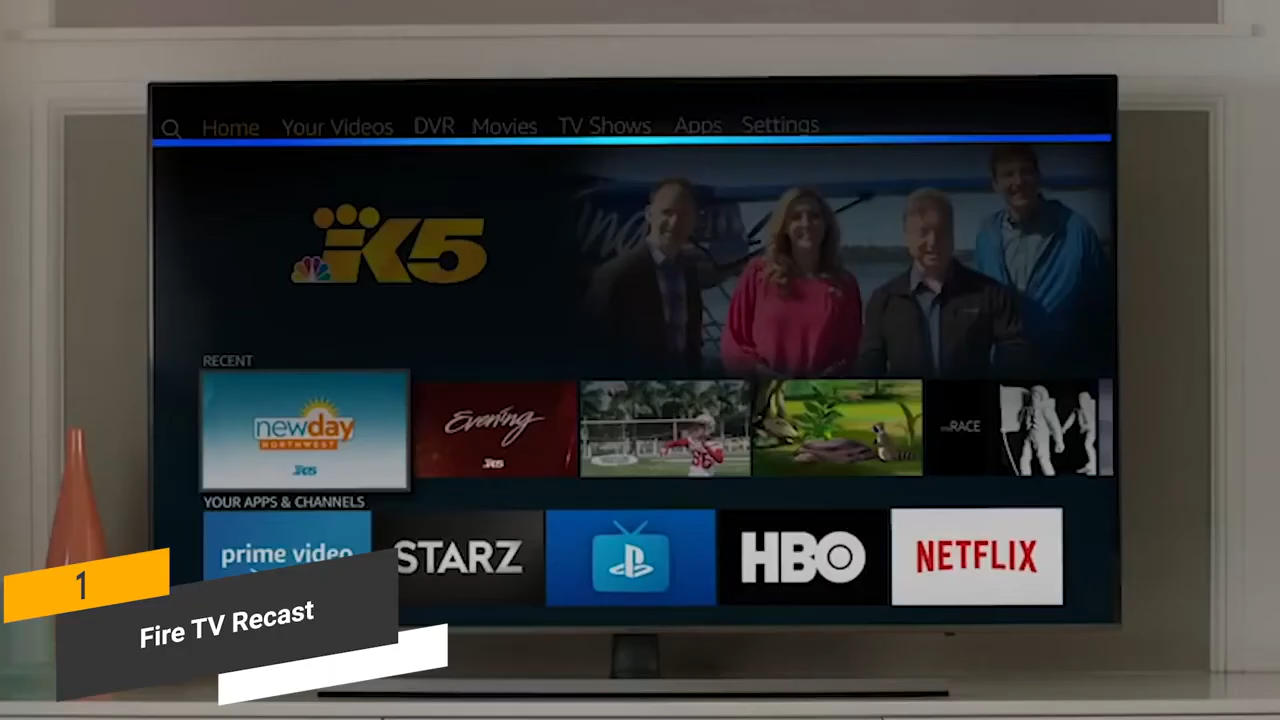 Home Your Videos DVR Movies TV Shows Apps Settings
K5
RECENT
newday
NORTHWEST
K5
Evening
K5
86
RACE
YOUR APPS & CHANNELS
prime video
STARZ
HBO
NETFLIX
1
Fire TV Recast